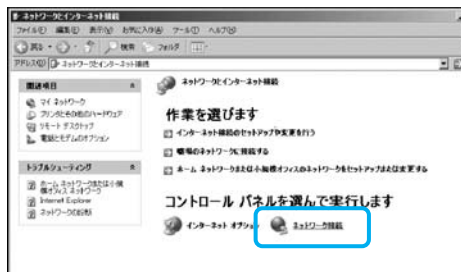 ネットワークとインターネット接続
ファイル(F) 編集(E) 表示(V) お気に入り(A) ツール(T) ヘルプ(H)
戻る 検索 フォルダ
アドレス(D) ネットワークとインターネット接続
関連項目
マイ ネットワーク
プリンタとその他のハードウェア
リモート デスクトップ
電話とモデムのオプション
トラブルシューティング
ホーム ネットワークまたは小規
模オフィス ネットワーク
Internet Explorer
ネットワークの診断
ネットワークとインターネット接続
作業を選びます
インターネット接続のセットアップや変更を行う
職場のネットワークに接続する
ホーム ネットワークまたは小規模オフィスのネットワークをセットアップまたは変更する
コントロール パネルを選んで実行します
インターネット オプション ネットワーク接続